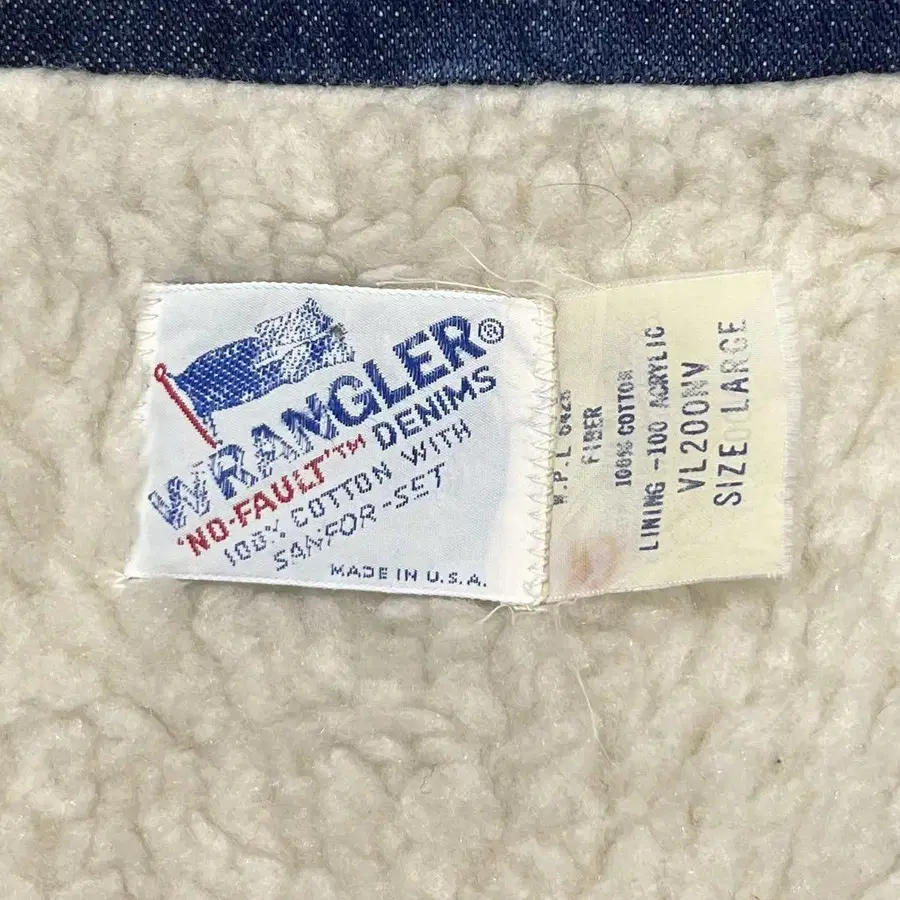 WRANGLER®
'NO-FAULT'™ DENIMS
100% COTTON WITH
SANFOR-SET
MADE IN U.S.A.
W.P.L 6428
FIBER
100% COTTON
LINING -100 ACRYLIC
VL200NV
SIZE LARGE